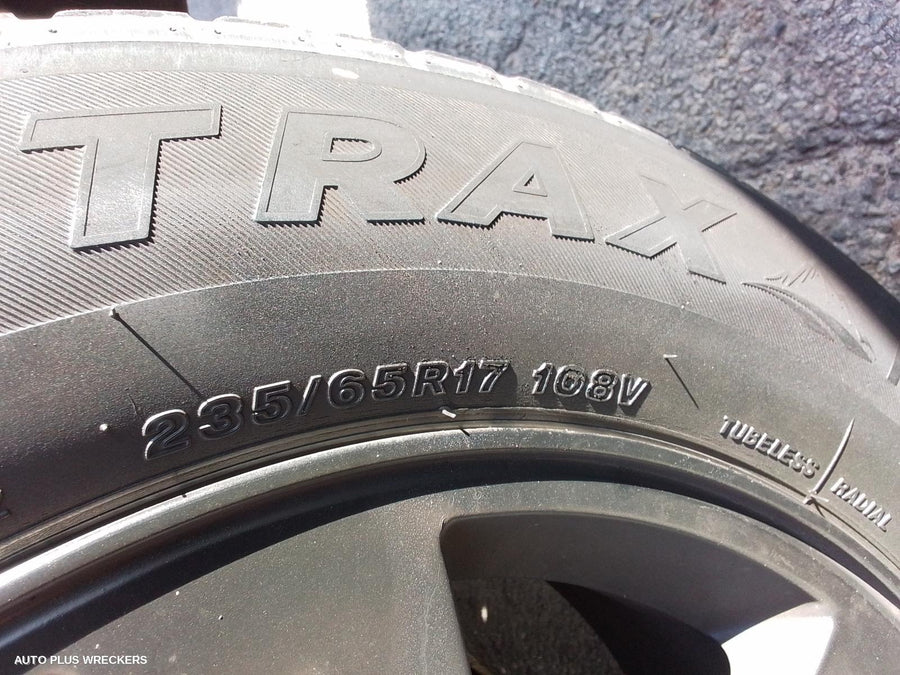 TRAX
235/65R17 108V
TUBELESS
RADIAL
AUTO PLUS WRECKERS